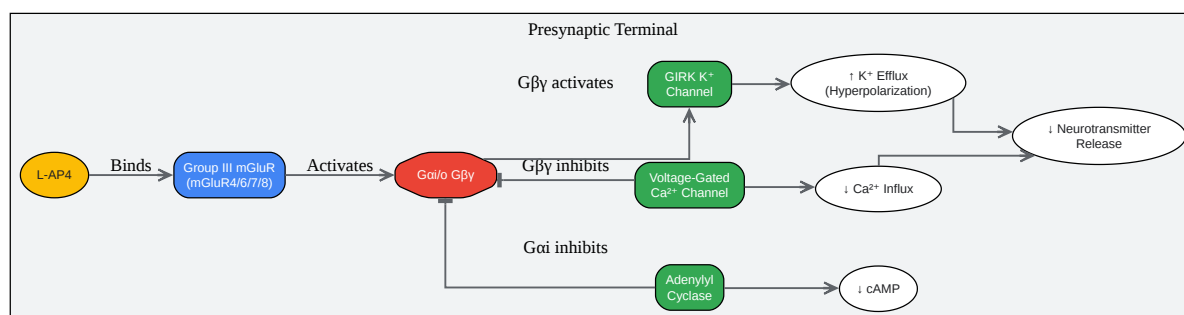 Presynaptic Terminal
Gβγ activates
GIRK K⁺
Channel
↑ K⁺ Efflux
(Hyperpolarization)
↓ Neurotransmitter
Release
L-AP4
Binds
Group III mGluR
(mGluR4/6/7/8)
Activates
Gαi/o Gβγ
Gβγ inhibits
Voltage-Gated
Ca²⁺ Channel
↓ Ca²⁺ Influx
Gαi inhibits
Adenylyl
Cyclase
↓ cAMP